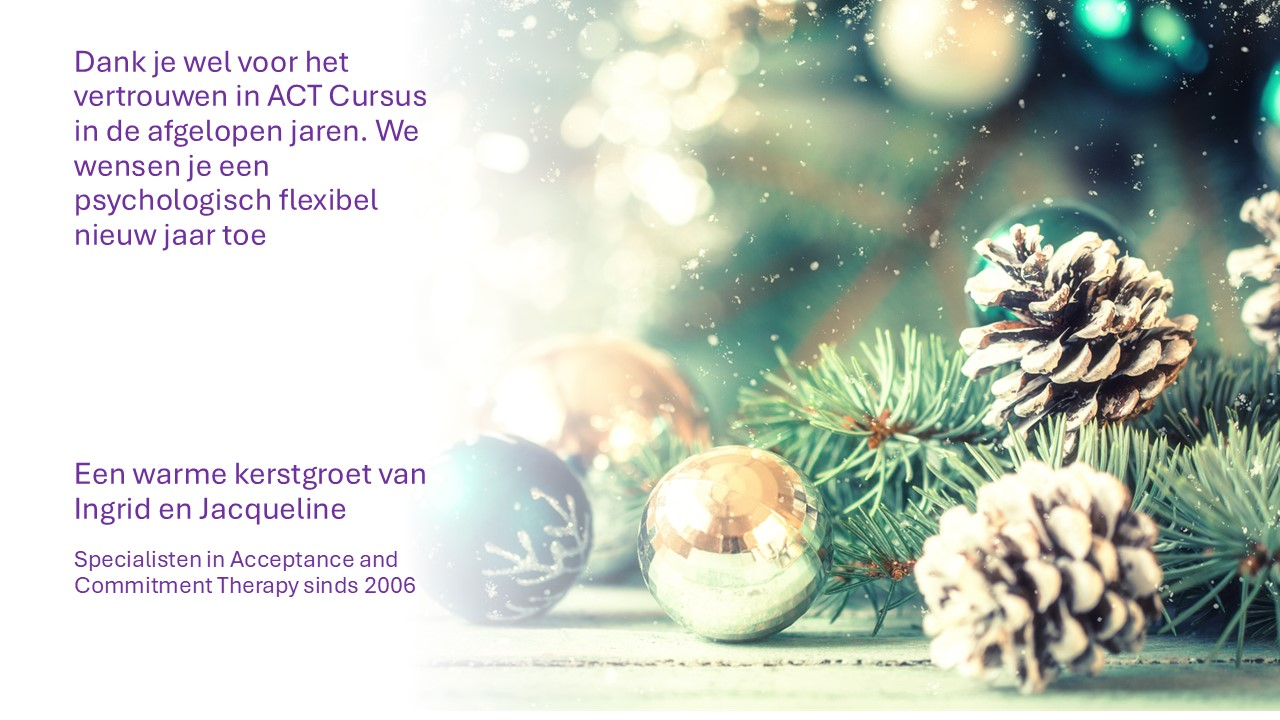 Dank je wel voor het
vertrouwen in ACT Cursus
in de afgelopen jaren. We
wensen je een
psychologisch flexibel
nieuw jaar toe
Een warme kerstgroet van
Ingrid en Jacqueline
Specialisten in Acceptance and
Commitment Therapy sinds 2006